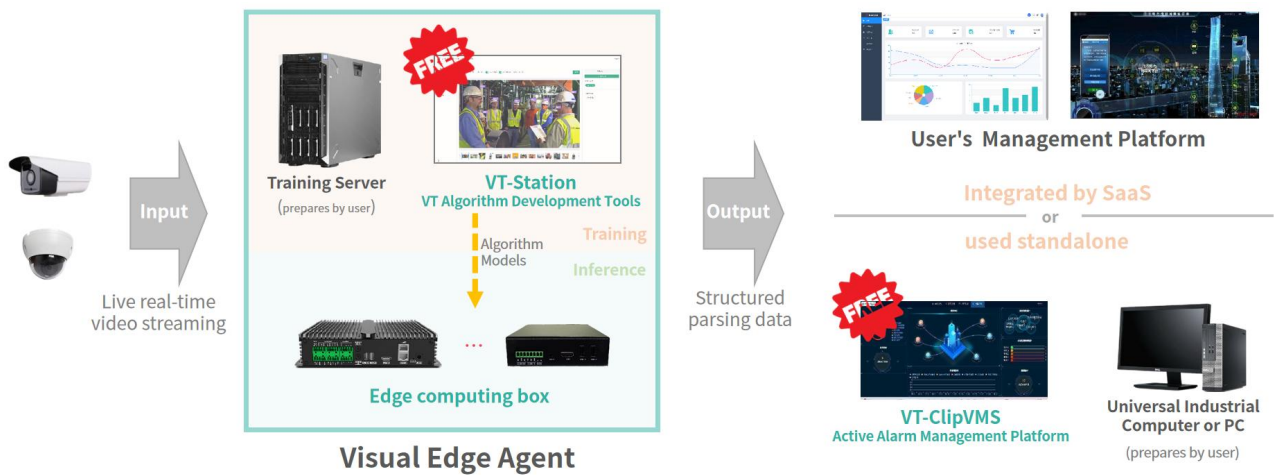 Input
Live real-time
video streaming
FREE
Training Server
(prepares by user)
VT-Station
VT Algorithm Development Tools
Training
Algorithm
Models
Inference
...
Edge computing box
Visual Edge Agent
Output
Structured
parsing data
User's Management Platform
Integrated by SaaS
or
used standalone
FREE
VT-ClipVMS
Active Alarm Management Platform
Universal Industrial
Computer or PC
(prepares by user)